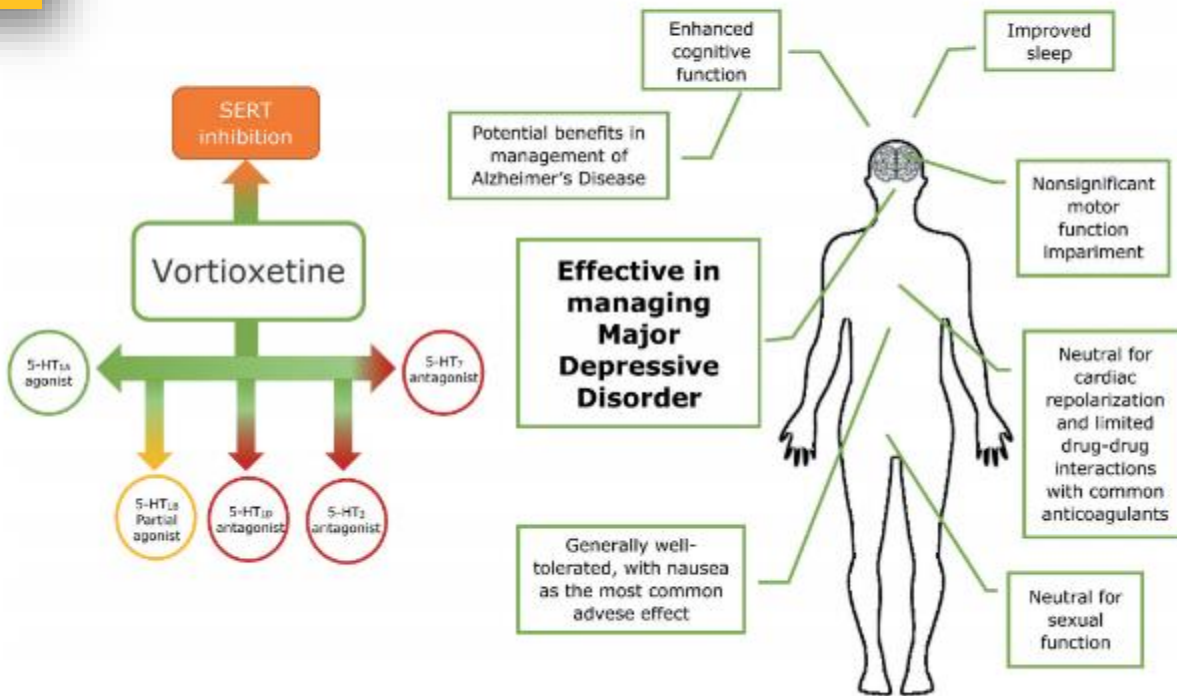 SERT
inhibition
Vortioxetine
5-HT₁A
agonist
5-HT₇
antagonist
5-HT₁B
Partial
agonist
5-HT₁D
antagonist
5-HT₂
antagonist
Enhanced
cognitive
function
Improved
sleep
Potential benefits in
management of
Alzheimer's Disease
Nonsignificant
motor
function
impariment
Effective in
managing
Major
Depressive
Disorder
Neutral for
cardiac
repolarization
and limited
drug-drug
interactions
with common
anticoagulants
Generally well-
tolerated, with nausea
as the most common
advese effect
Neutral for
sexual
function